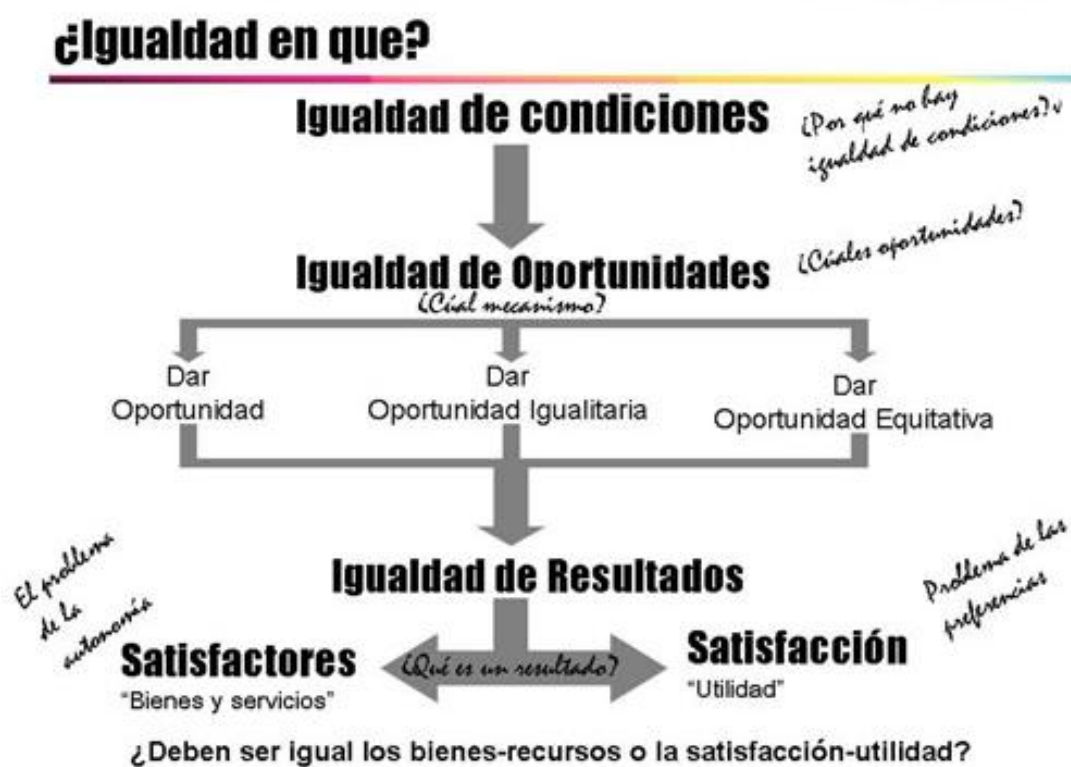 ¿Igualdad en que?
Igualdad de condiciones
¿Por qué no hay
igualdad de condiciones?v
Igualdad de Oportunidades
¿Cúales oportunidades?
¿Cúal mecanismo?
Dar
Oportunidad
Dar
Oportunidad Igualitaria
Dar
Oportunidad Equitativa
Igualdad de Resultados
El problema
de la
autonomía
Problema de las
preferencias
Satisfactores
"Bienes y servicios"
¿Qué es un resultado?
Satisfacción
"Utilidad"
¿Deben ser igual los bienes-recursos o la satisfacción-utilidad?